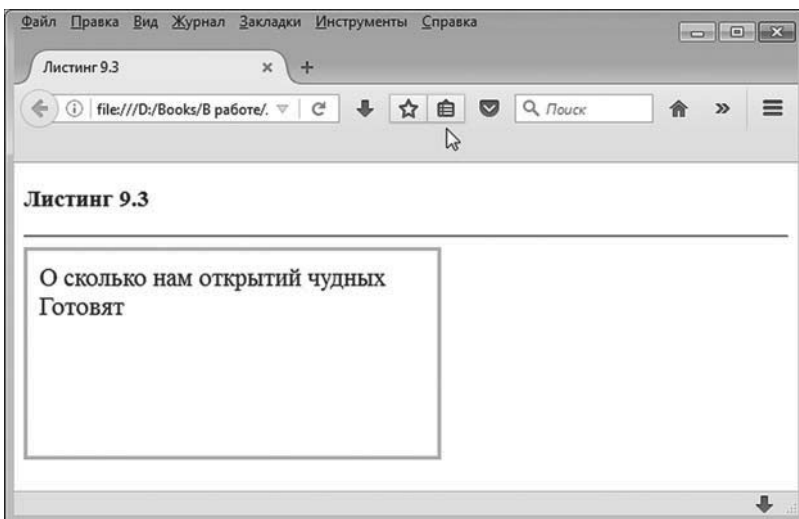 Файл Правка Вид Журнал Закладки Инструменты Справка
Листинг 9.3
file:///D:/Books/В работе/.
Поиск
Листинг 9.3
О сколько нам открытий чудных
Готовят